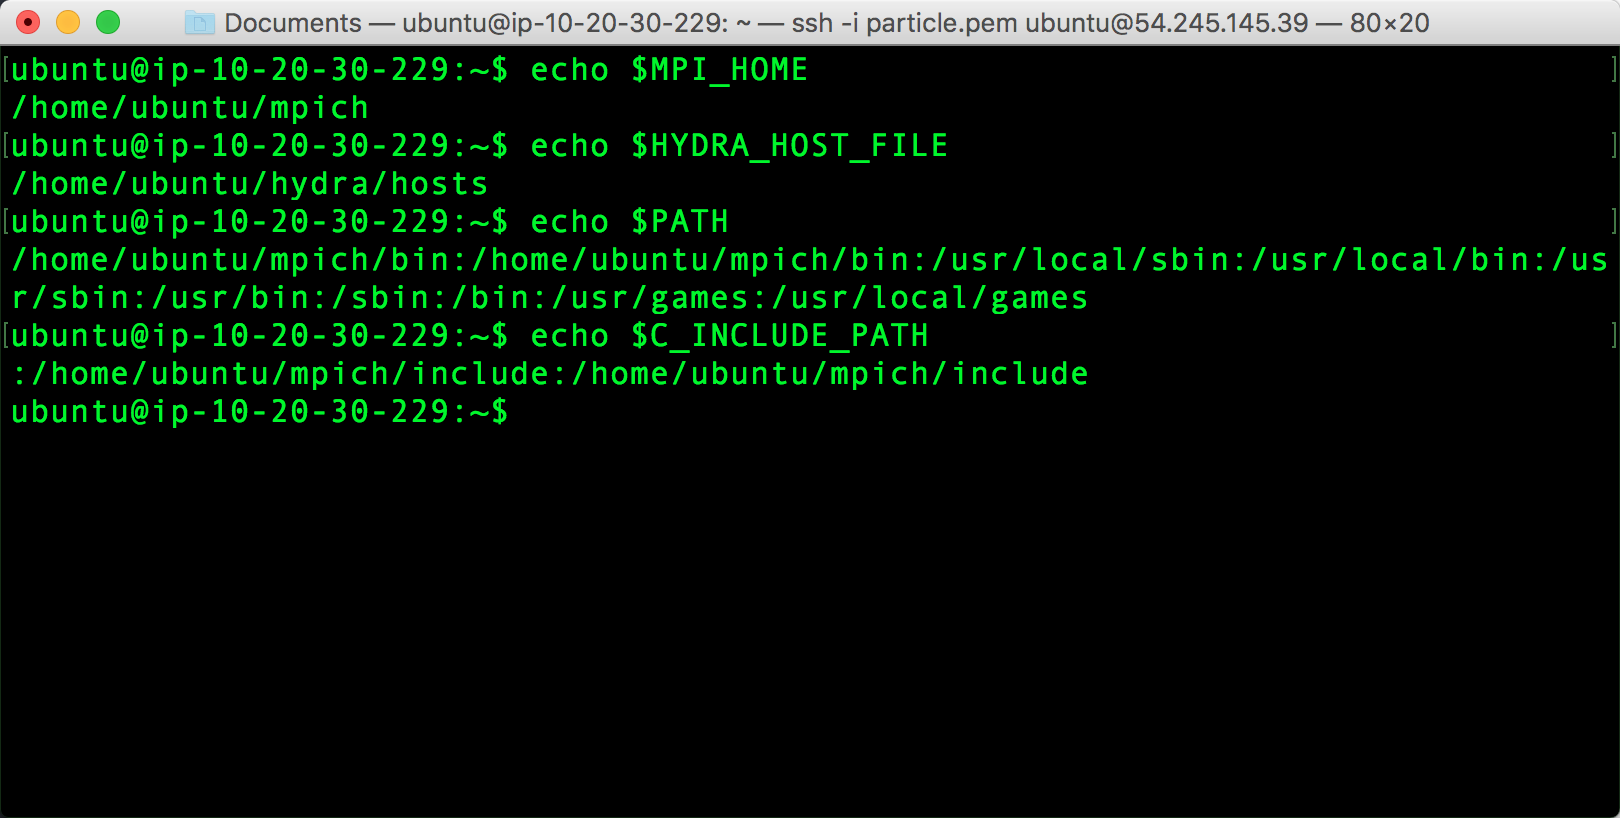 Documents — ubuntu@ip-10-20-30-229: ~ — ssh -i particle.pem ubuntu@54.245.145.39 — 80×20
[ubuntu@ip-10-20-30-229:~$ echo $MPI_HOME ]
/home/ubuntu/mpich
[ubuntu@ip-10-20-30-229:~$ echo $HYDRA_HOST_FILE ]
/home/ubuntu/hydra/hosts
[ubuntu@ip-10-20-30-229:~$ echo $PATH ]
/home/ubuntu/mpich/bin:/home/ubuntu/mpich/bin:/usr/local/sbin:/usr/local/bin:/us
r/sbin:/usr/bin:/sbin:/bin:/usr/games:/usr/local/games
[ubuntu@ip-10-20-30-229:~$ echo $C_INCLUDE_PATH ]
:/home/ubuntu/mpich/include:/home/ubuntu/mpich/include
ubuntu@ip-10-20-30-229:~$